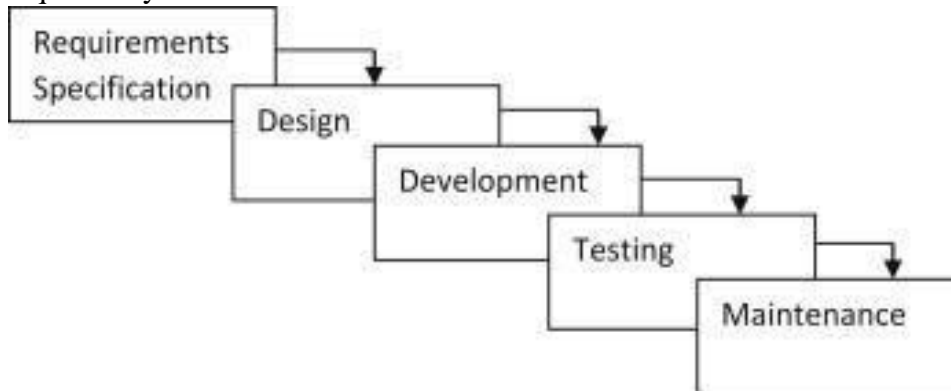 Requirements
Specification
Design
Development
Testing
Maintenance